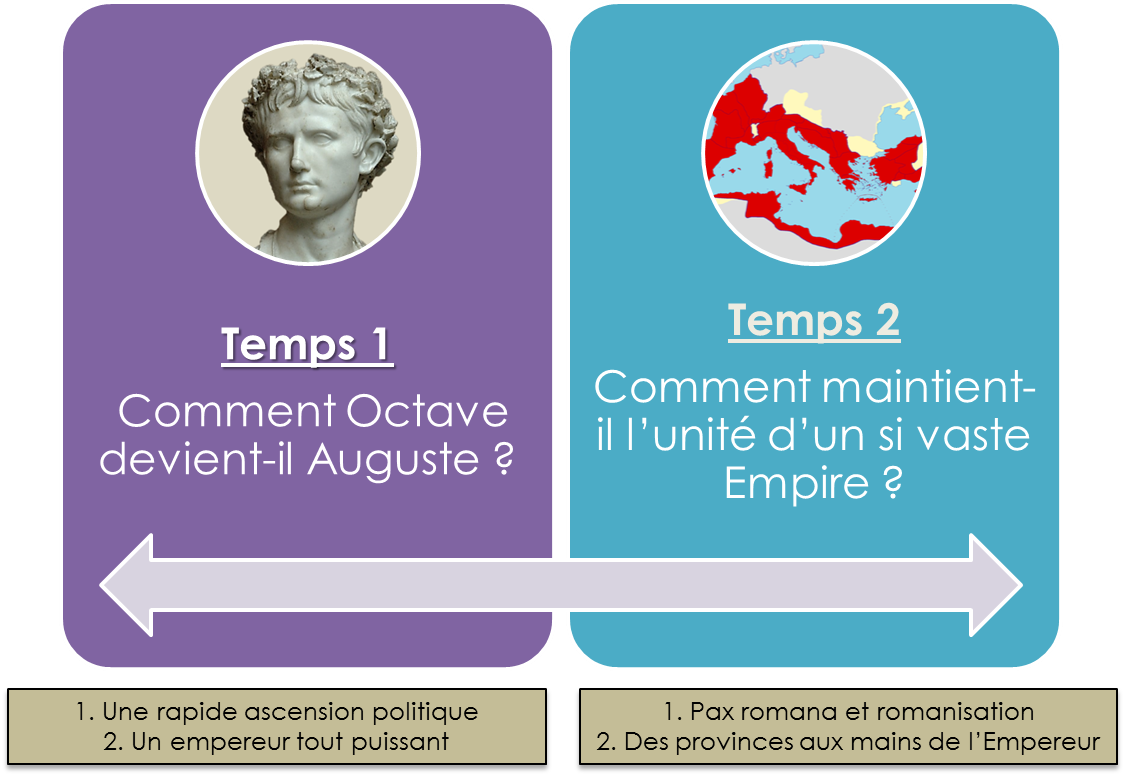 Temps 1
Comment Octave
devient-il Auguste ?
Temps 2
Comment maintient-
il l’unité d’un si vaste
Empire ?
1. Une rapide ascension politique
2. Un empereur tout puissant
1. Pax romana et romanisation
2. Des provinces aux mains de l’Empereur